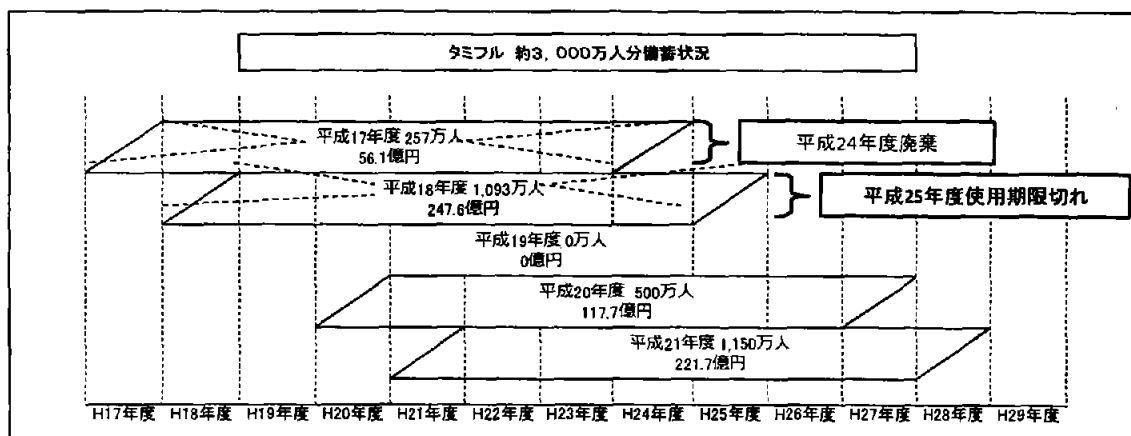 タミフル 約3，000万人分備蓄状況
平成17年度 257万人
56.1億円
平成24年度廃棄
平成18年度 1,093万人
247.6億円
平成25年度使用期限切れ
平成19年度 0万人
0億円
平成20年度 500万人
117.7億円
平成21年度 1,150万人
221.7億円
H17年度 H18年度 H19年度 H20年度 H21年度 H22年度 H23年度 H24年度 H25年度 H26年度 H27年度 H28年度 H29年度